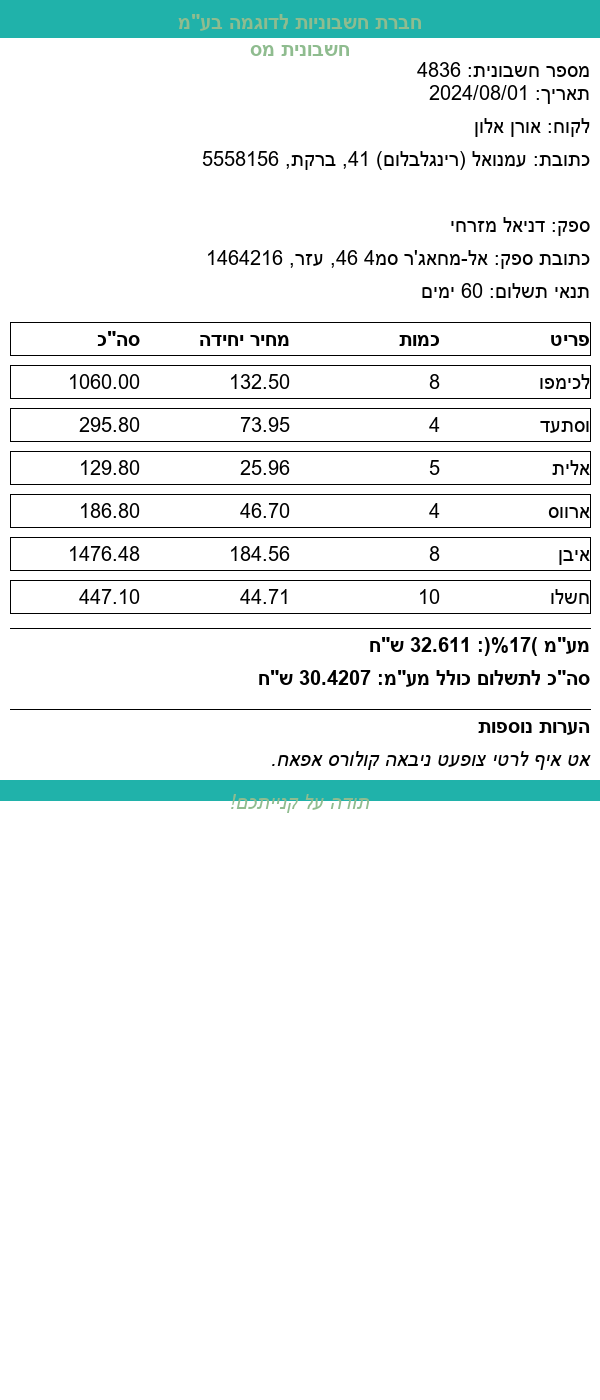 חברת חשבוניות לדוגמה בע"מ
חשבונית מס
מספר חשבונית: 4836
תאריך: 2024/08/01
לקוח: אורן אלון
כתובת: עמנואל (רינגלבלום) 41, ברקת, 5558156
ספק: דניאל מזרחי
כתובת ספק: אל-מחאג'ר סמ4 46, עזר, 1464216
תנאי תשלום: 60 ימים
פריט כמות מחיר יחידה סה"כ
לכימפו 8 132.50 1060.00
וסתעד 4 73.95 295.80
אלית 5 25.96 129.80
ארווס 4 46.70 186.80
איבן 8 184.56 1476.48
חשלו 10 44.71 447.10
מע"מ )17%(: 32.611 ש"ח
סה"כ לתשלום כולל מע"מ: 30.4207 ש"ח
הערות נוספות
אט איף לרטי צופעט ניבאה קולורס אפאח.
תודה על קנייתכם!